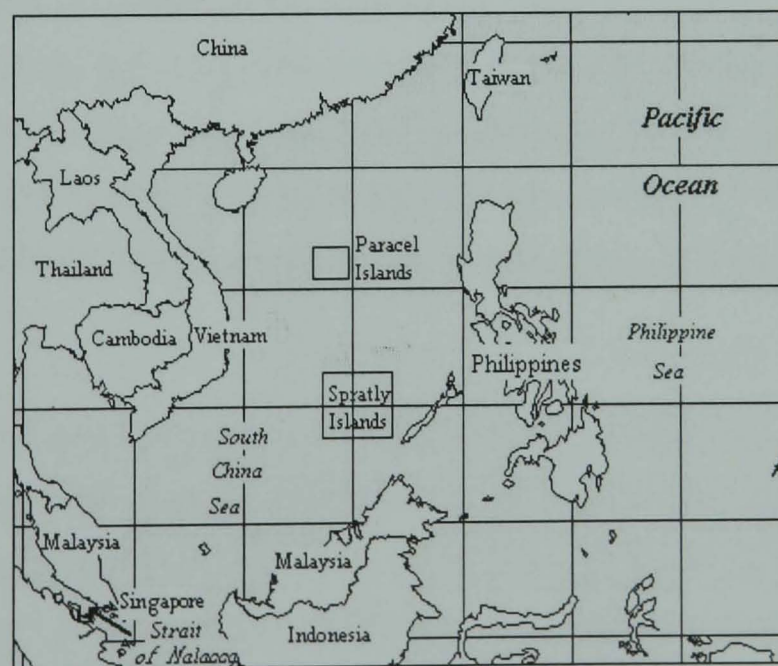 China
Taiwan
Pacific
Ocean
Laos
Paracel
Islands
Thailand
Cambodia
Vietnam
Philippine
Sea
Philippines
Spratly
Islands
South
China
Sea
Malaysia
Malaysia
Singapore
Strait
of Malacca
Indonesia